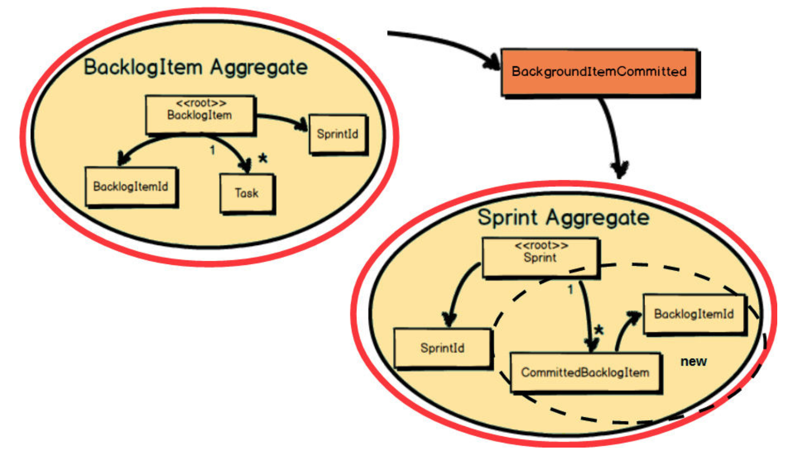 BacklogItem Aggregate
<<root>>
BacklogItem
SprintId
1
*
BacklogItemId
Task
BackgroundItemCommitted
Sprint Aggregate
<<root>>
Sprint
1
*
BacklogItemId
SprintId
new
CommittedBacklogItem